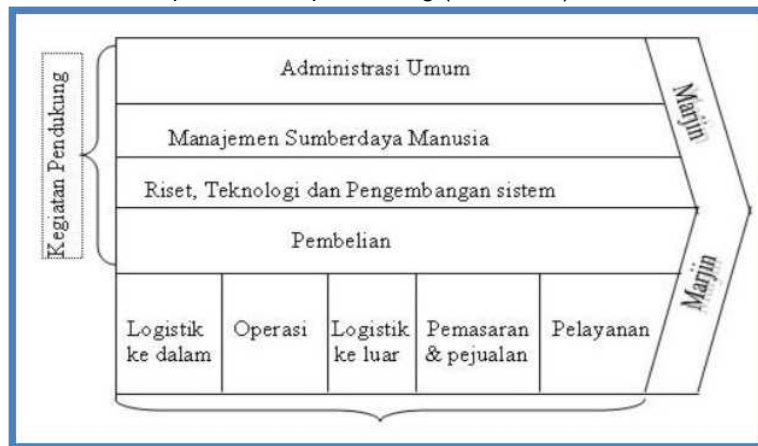 Administrasi Umum
Manajemen Sumberdaya Manusia
Riset, Teknologi dan Pengembangan sistem
Pembelian
Kegiatan Pendukung
Marjin
Marjin
Logistik
ke dalam
Operasi
Logistik
ke luar
Pemasaran
& pejualan
Pelayanan